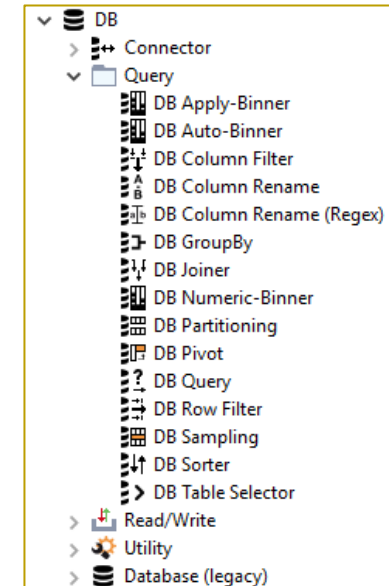 DB
Connector
Query
DB Apply-Binner
DB Auto-Binner
DB Column Filter
DB Column Rename
DB Column Rename (Regex)
DB GroupBy
DB Joiner
DB Numeric-Binner
DB Partitioning
DB Pivot
DB Query
DB Row Filter
DB Sampling
DB Sorter
DB Table Selector
Read/Write
Utility
Database (legacy)